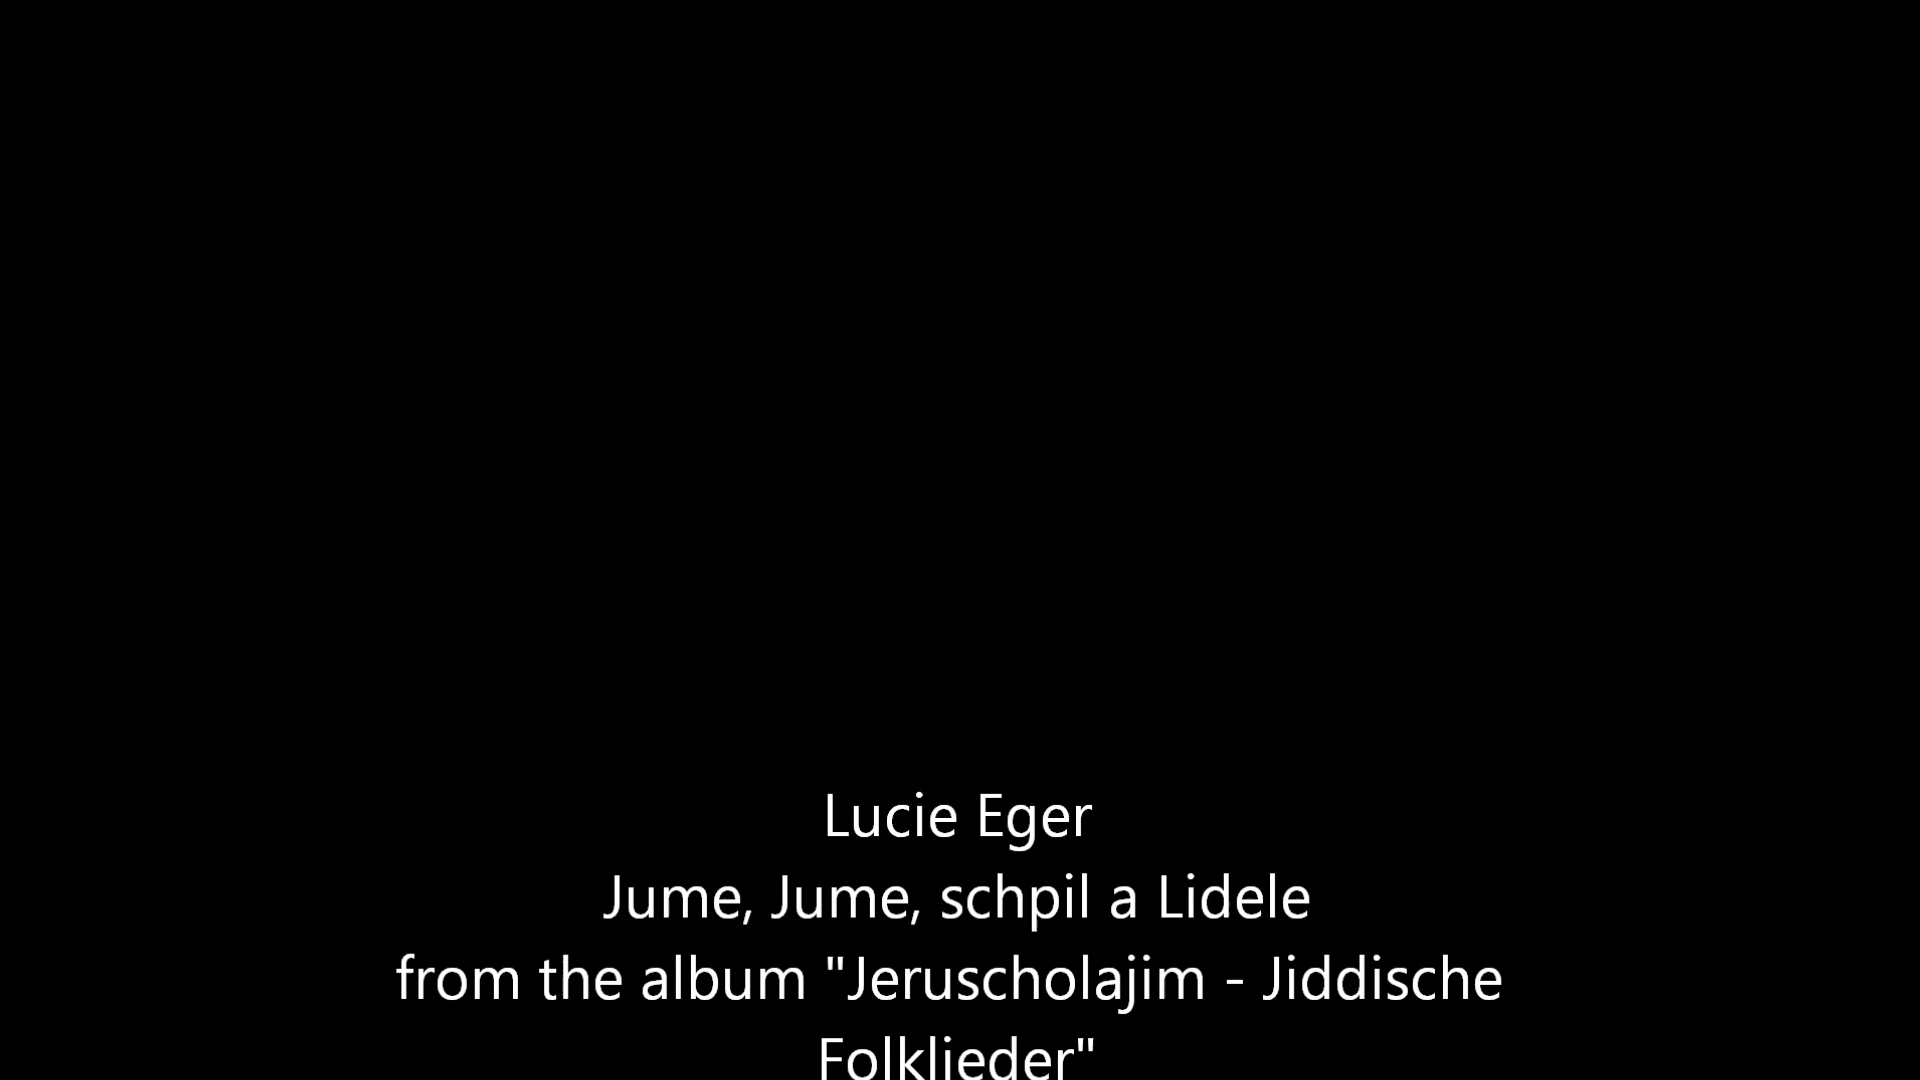 Lucie Eger
Jume, Jume, schpil a Lidele
from the album "Jeruscholajim - Jiddische
Folklieder"